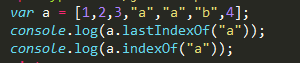 var a = [1,2,3,"a","a","b",4];
console.log(a.lastIndexOf("a"));
console.log(a.indexOf("a"));